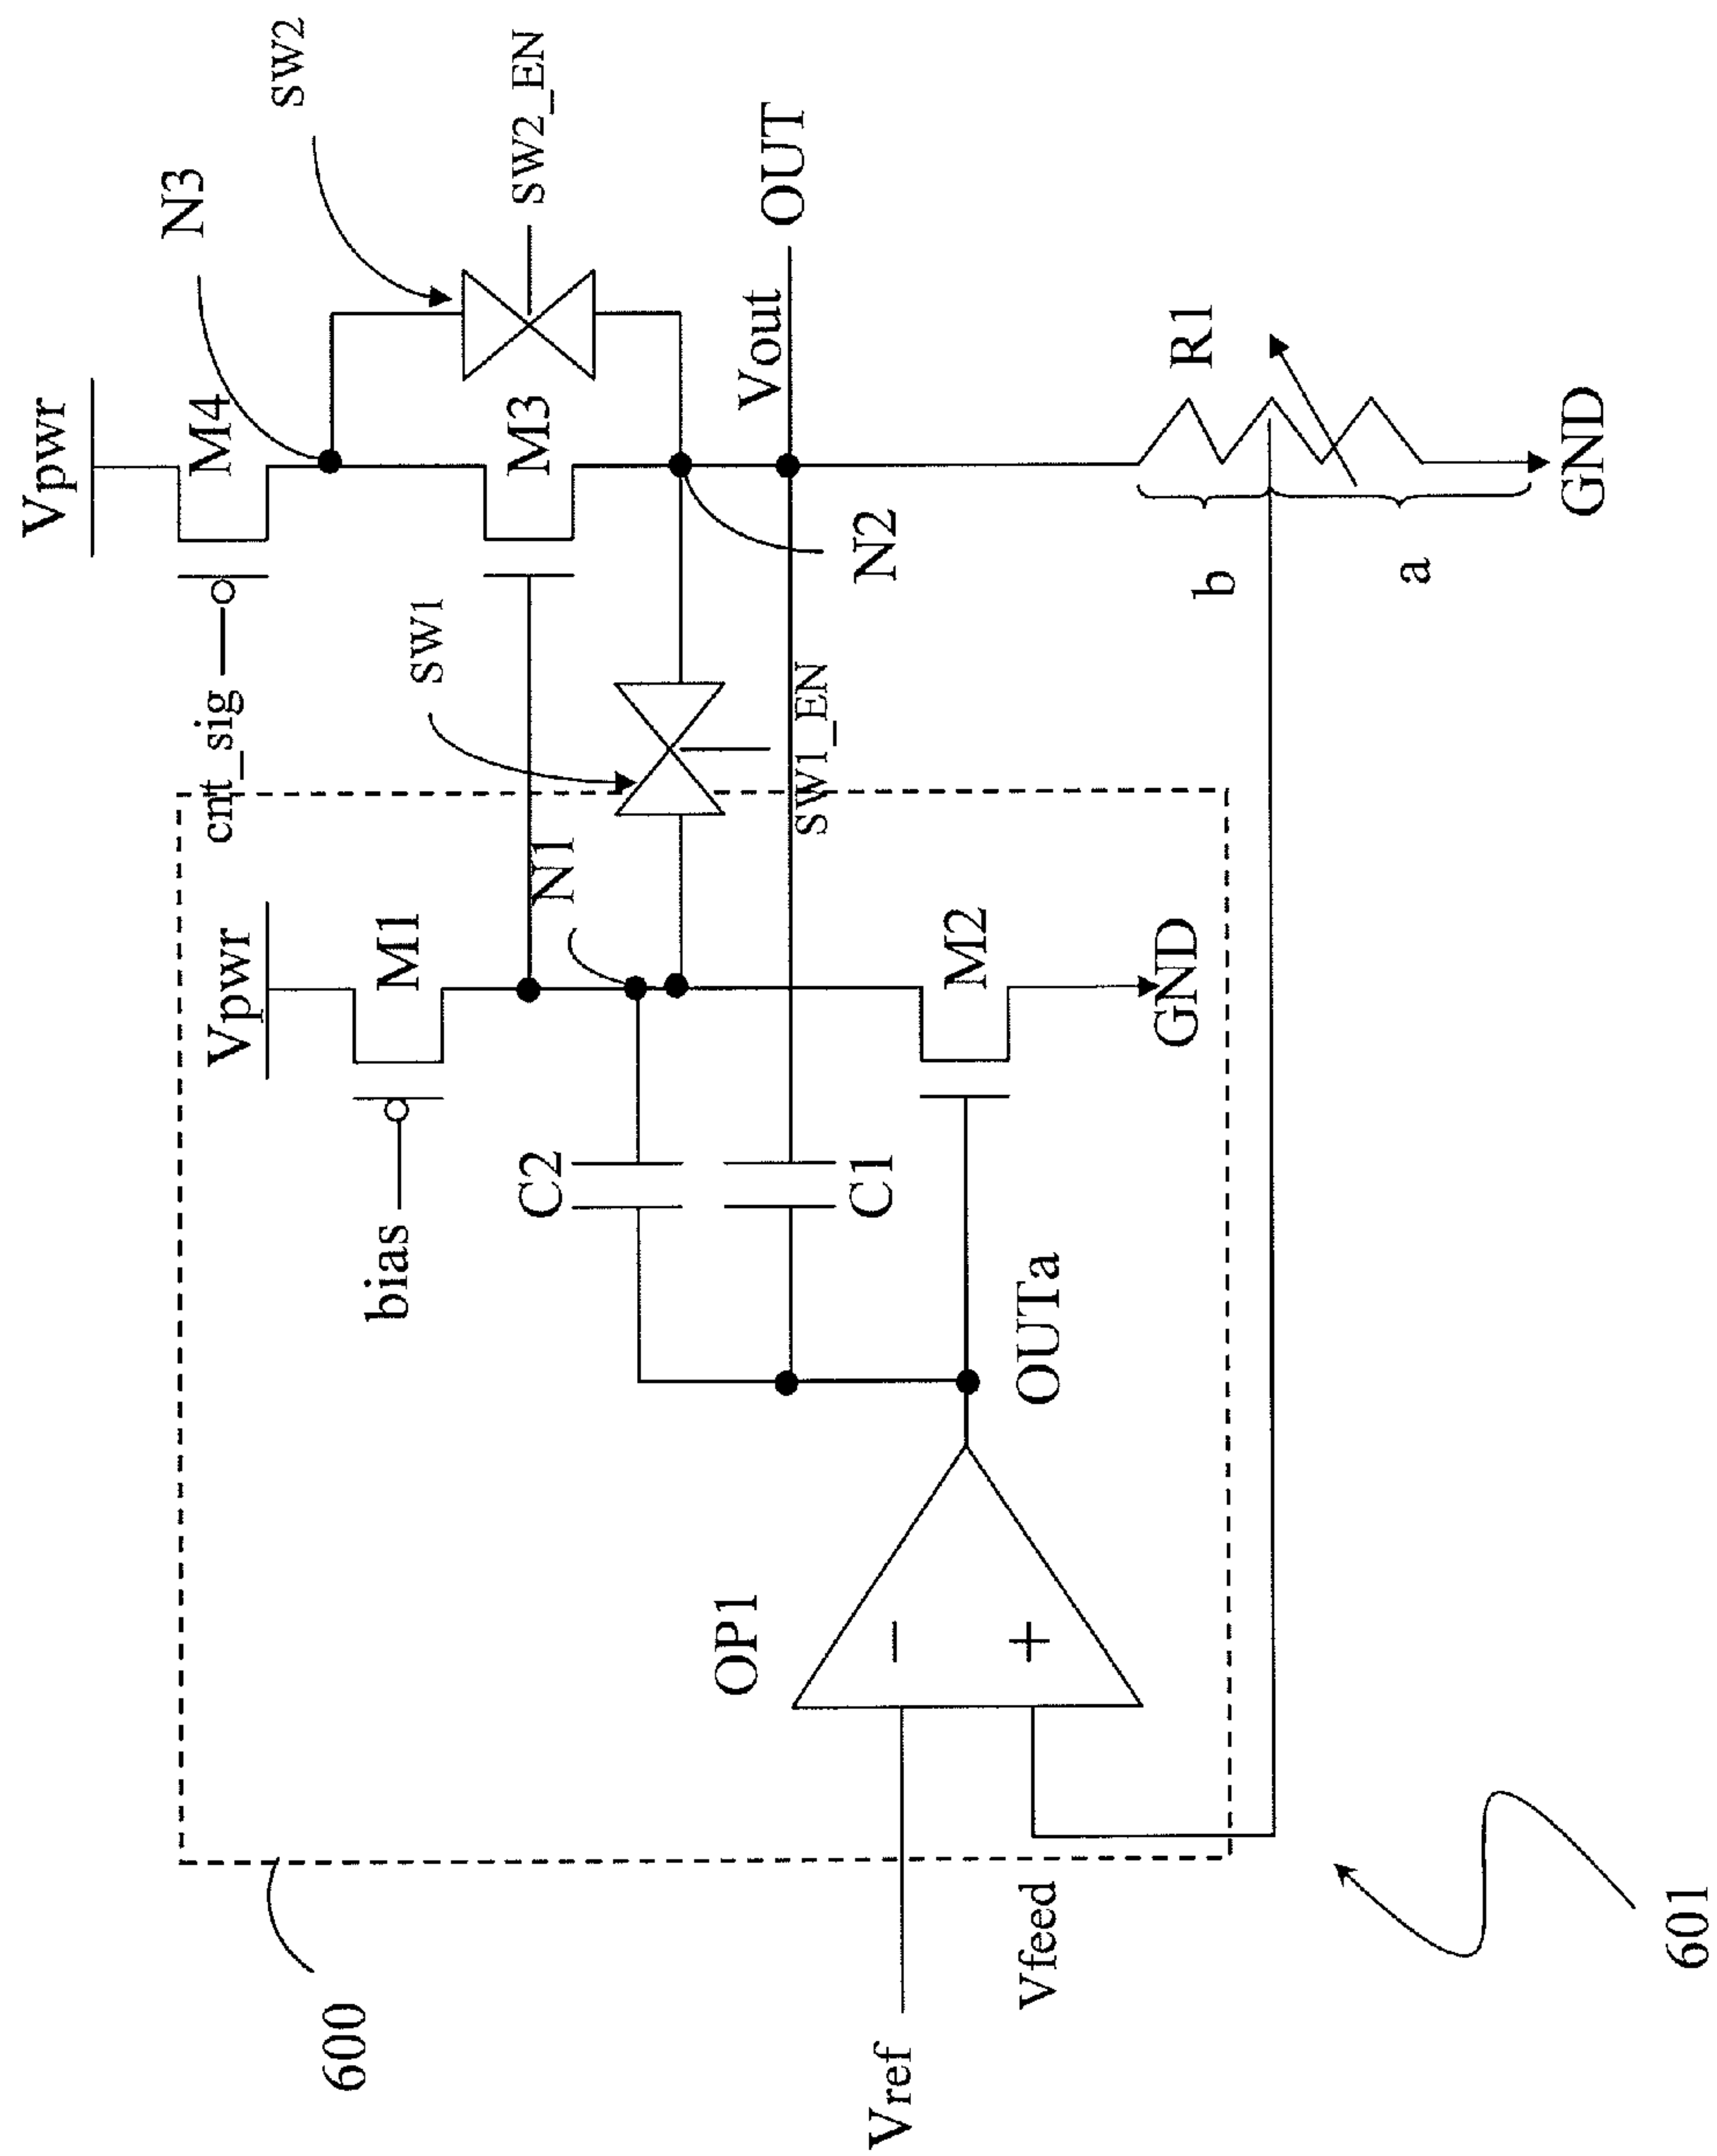 Vpwr
M4
N3
SW2
cnt_sig
SW2_EN
M3
Vpwr
M1
SW1
bias
N1
Vout
OUT
C2
N2
SW1_EN
C1
OP1
M2
R1
OUTa
b
a
GND
GND
600
Vref
Vfeed
−
+
601